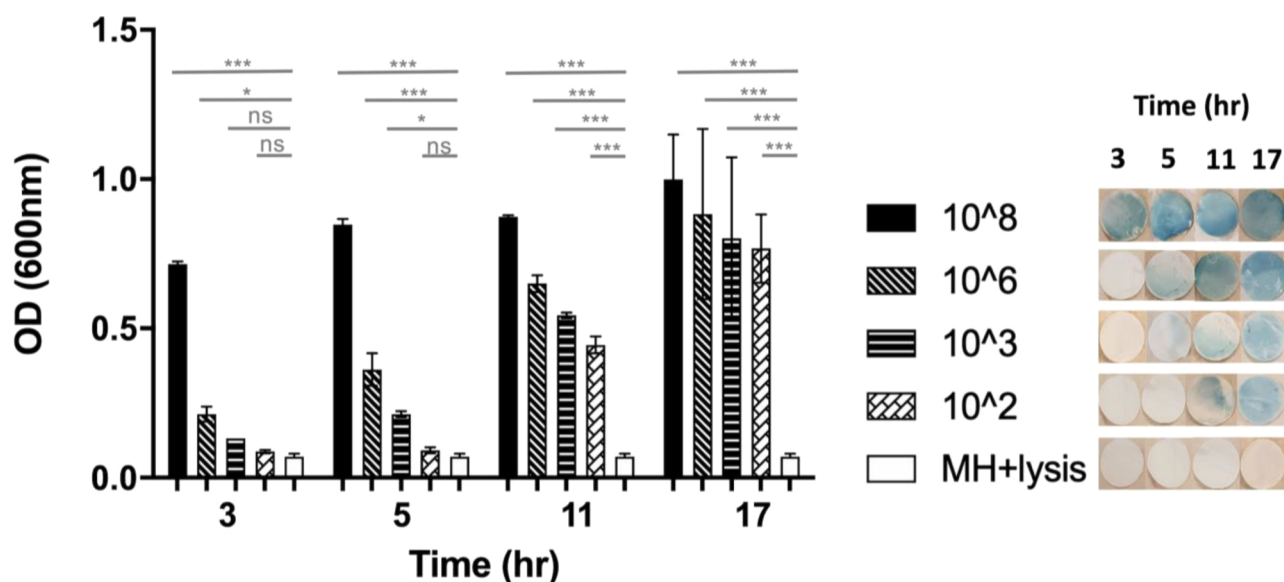 1.5
1.0
0.5
0.0
OD (600nm)
*** *** *** ***
* *** *** ***
ns * *** ***
ns ns *** ***
3 5 11 17
Time (hr)
10^8
10^6
10^3
10^2
MH+lysis
Time (hr)
3 5 11 17